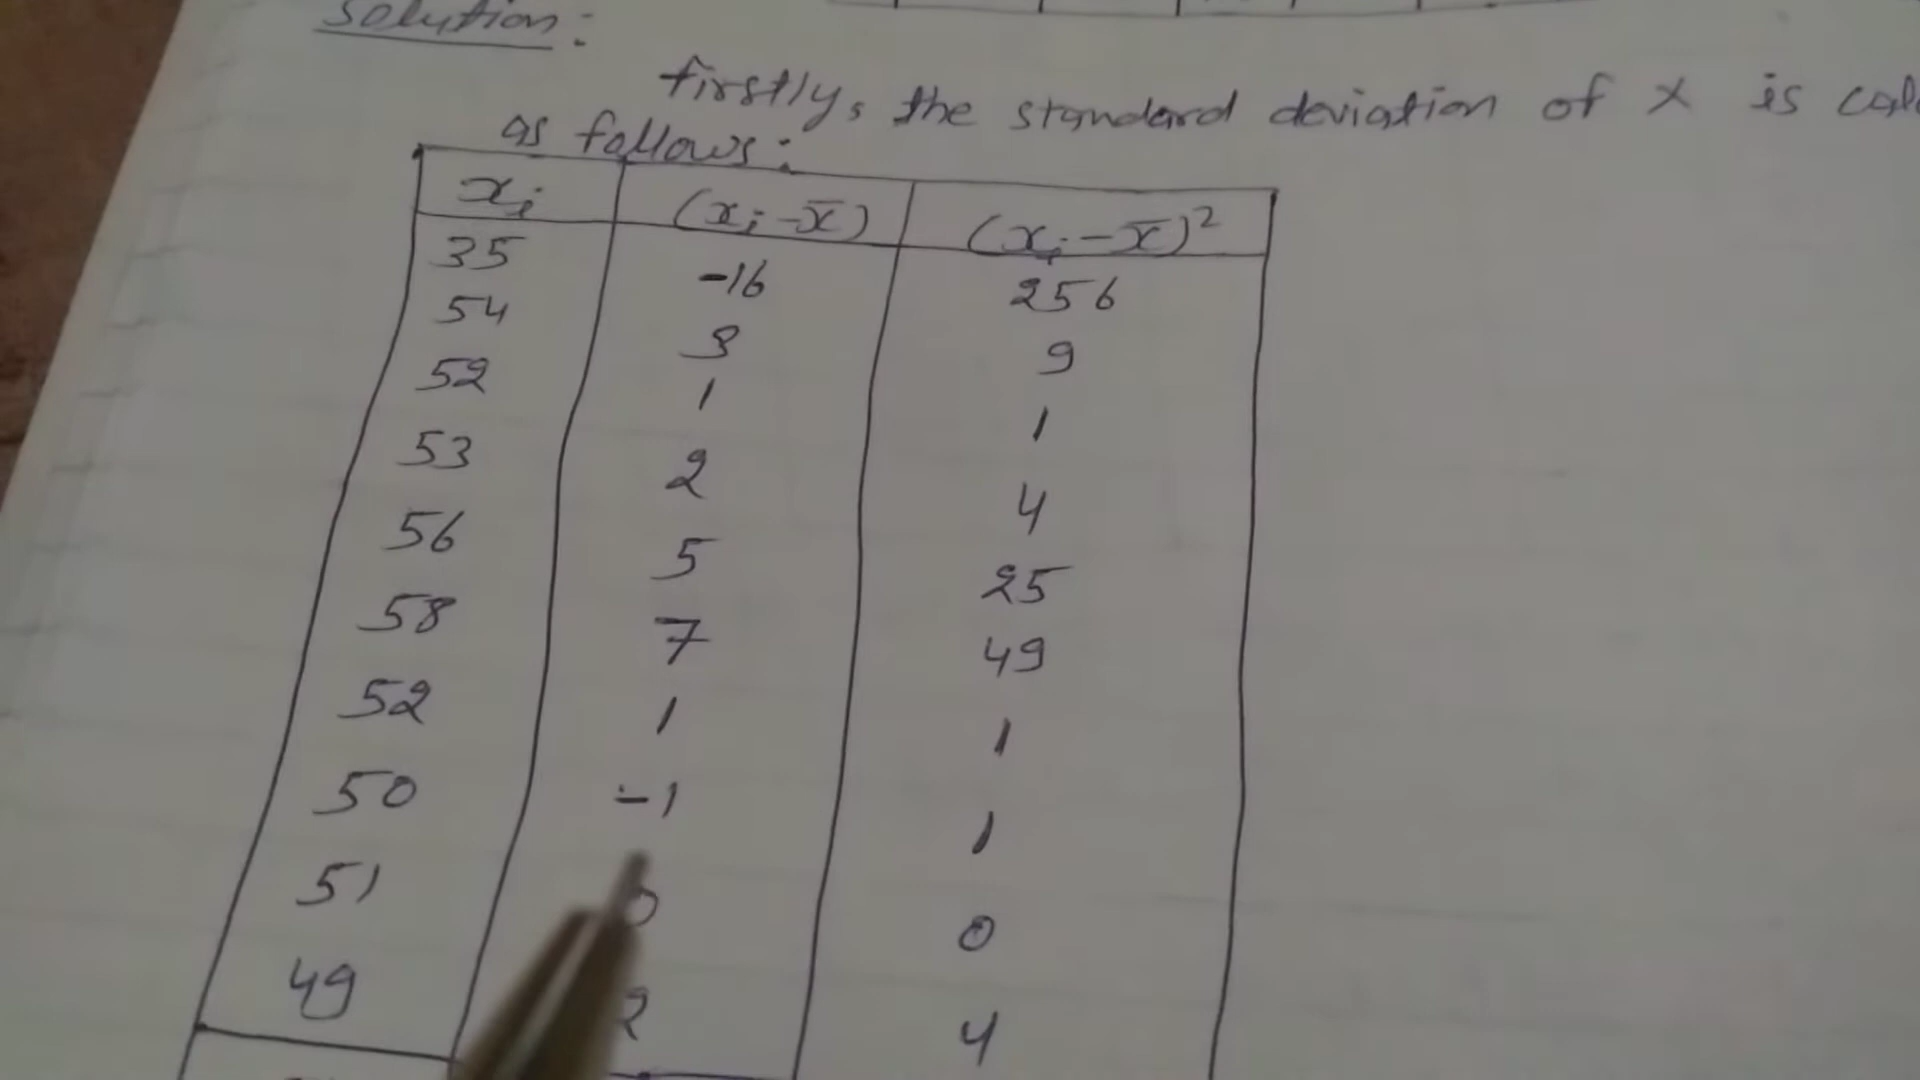 Solution:
firstly, the standard deviation of X is
as follows:
xᵢ (xᵢ-x̅) (xᵢ-x̅)²
35 -16 256
54 3 9
52 1 1
53 2 4
56 5 25
58 7 49
52 1 1
50 -1 1
51 0 0
49 2 4